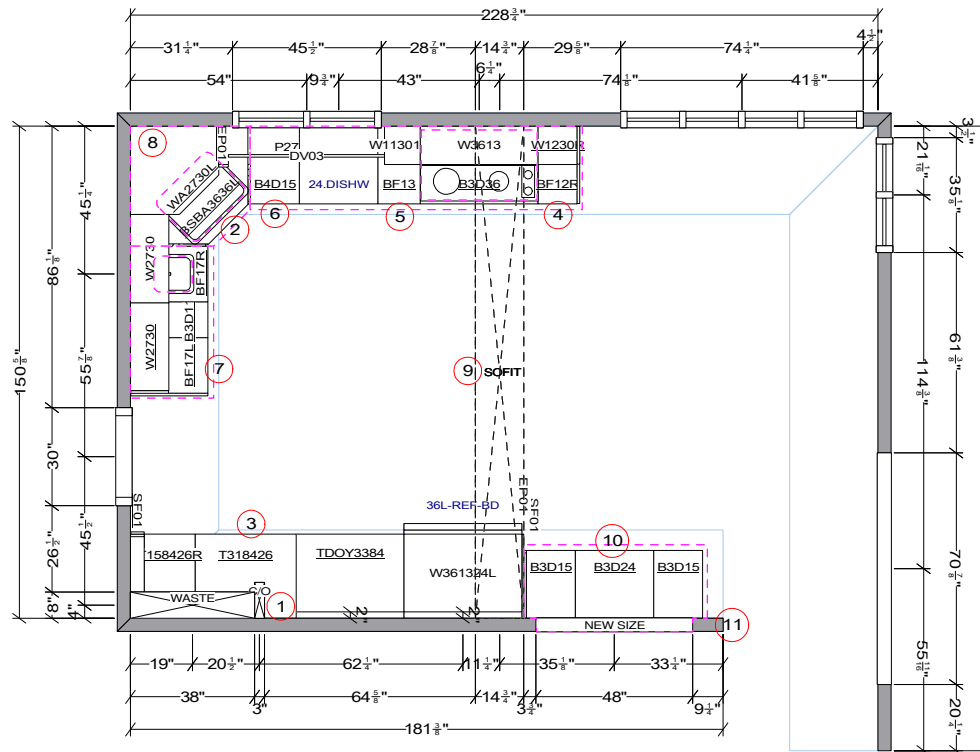 228 3/4"
31 1/4" 45 1/2" 28 7/8" 14 3/4" 29 5/8" 74 1/4" 4 1/2"
54" 9 3/4" 43" 6 1/4" 74 1/8" 41 5/8"
3 1/2"
21 1/16"
35 1/8"
61 3/8"
114 3/8"
70 7/8"
55 11/16"
20 1/4"
150 5/8"
86 1/8"
45 1/4"
55 7/8"
30"
26 1/2"
45 1/2"
8"
4"
8
EP01
P27
DV03
W11301
W3613
W1230R
WA2730L
BSBA3636L
B4D15
24.DISHW
BF13
B3D36
BF12R
6
5
4
2
W2730
BF17R
W2730
B3D1
BF17L
7
9
SOFIT
36L-REF-BD
EP01
SF01
SF01
3
10
T158426R
T318426
TDOY3384
W361324L
B3D15
B3D24
B3D15
WASTE
C/O
1
2"
2"
NEW SIZE
11
19" 20 1/2" 62 1/4" 11 1/4" 35 1/8" 33 1/4"
38" 3" 64 5/8" 14 3/4" 3 3/4" 48" 9 1/4"
181 3/8"